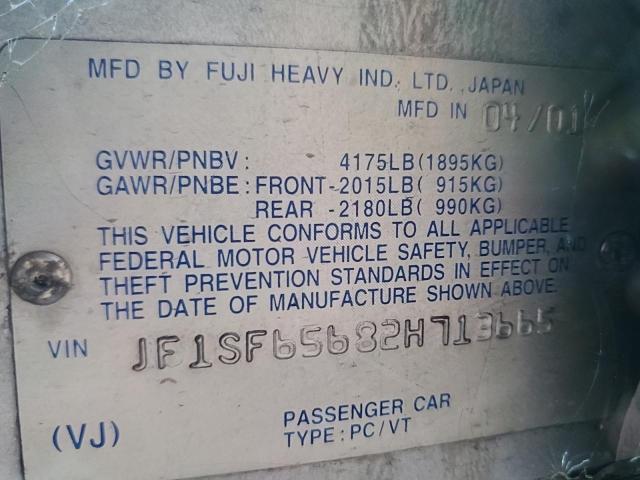 MFD BY FUJI HEAVY IND. LTD. JAPAN
MFD IN 04/01
GVWR/PNBV: 4175LB(1895KG)
GAWR/PNBE: FRONT-2015LB( 915KG)
REAR -2180LB( 990KG)
THIS VEHICLE CONFORMS TO ALL APPLICABLE
FEDERAL MOTOR VEHICLE SAFETY, BUMPER, AND
THEFT PREVENTION STANDARDS IN EFFECT ON
THE DATE OF MANUFACTURE SHOWN ABOVE.
VIN JF1SF65682H713665
(VJ) PASSENGER CAR
TYPE: PC/VT